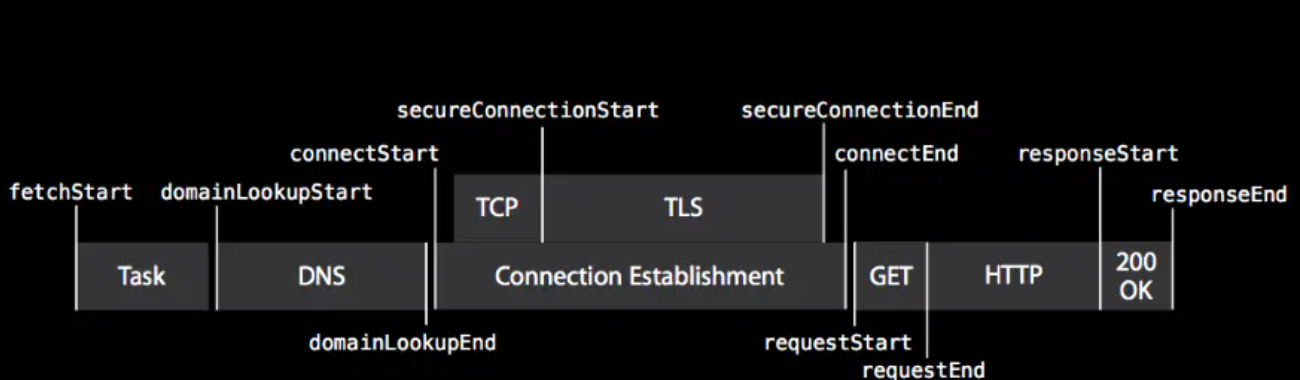 secureConnectionStart
secureConnectionEnd
connectStart
connectEnd
responseStart
fetchStart
domainLookupStart
responseEnd
TCP
TLS
Task
DNS
Connection Establishment
GET
HTTP
200
OK
domainLookupEnd
requestStart
requestEnd